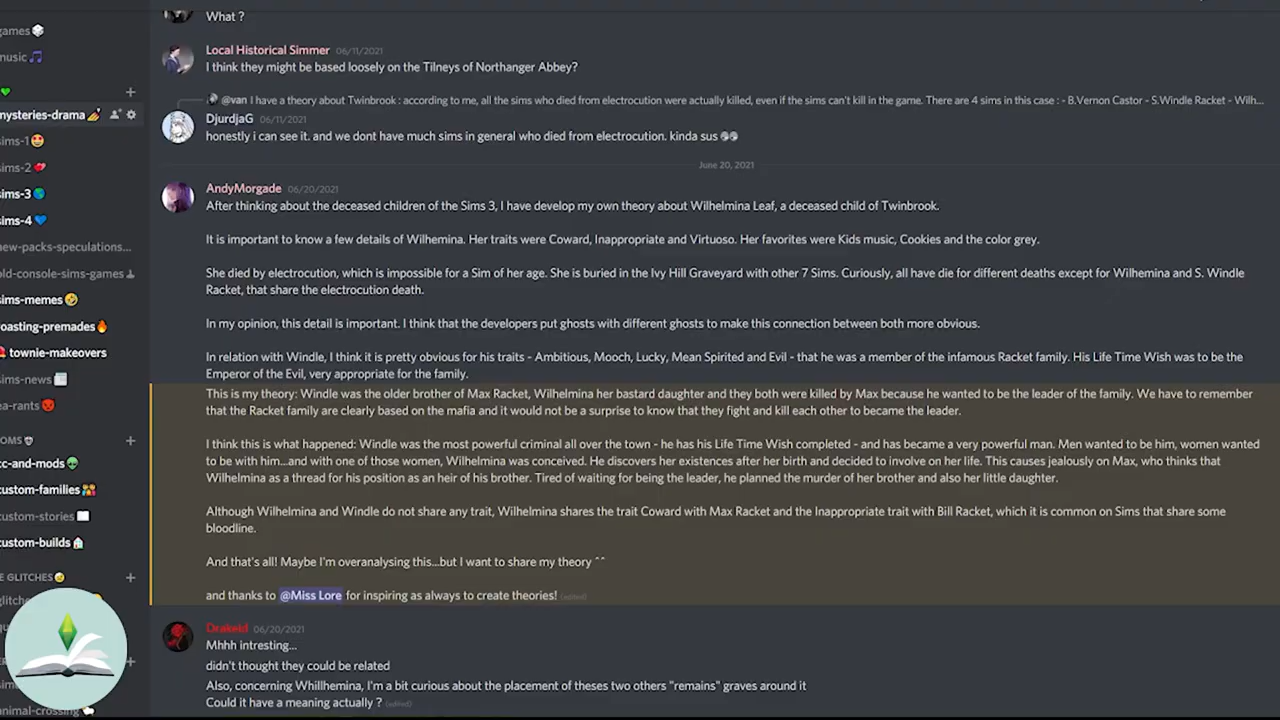 What ?
games
Local Historical Simmer 06/11/2021
music
I think they might be based loosely on the Tilneys of Northanger Abbey?
@van I have a theory about Twinbrook : according to me, all the sims who died from electrocution were actually killed, even if the sims can't kill in the game. There are 4 sims in this case : - B.Vernon Castor - S.Windle Racket - Wilh...
mysteries-drama
DjurdjaG 06/11/2021
honestly i can see it. and we dont have much sims in general who died from electrocution. kinda sus
sims-1
June 20, 2021
sims-2
AndyMorgade 06/20/2021
sims-3
After thinking about the deceased children of the Sims 3, I have develop my own theory about Wilhelmina Leaf, a deceased child of Twinbrook.
sims-4
It is important to know a few details of Wilhemina. Her traits were Coward, Inappropriate and Virtuoso. Her favorites were Kids music, Cookies and the color grey.
new-packs-speculations...
old-console-sims-games
She died by electrocution, which is impossible for a Sim of her age. She is buried in the Ivy Hill Graveyard with other 7 Sims. Curiously, all have die for different deaths except for Wilhemina and S. Windle
Racket, that share the electrocution death.
sims-memes
roasting-premades
In my opinion, this detail is important. I think that the developers put ghosts with different ghosts to make this connection between both more obvious.
townie-makeovers
In relation with Windle, I think it is pretty obvious for his traits - Ambitious, Mooch, Lucky, Mean Spirited and Evil - that he was a member of the infamous Racket family. His Life Time Wish was to be the
Emperor of the Evil, very appropriate for the family.
sims-news
This is my theory: Windle was the older brother of Max Racket, Wilhelmina her bastard daughter and they both were killed by Max because he wanted to be the leader of the family. We have to remember
that the Racket family are clearly based on the mafia and it would not be a surprise to know that they fight and kill each other to became the leader.
ea-rants
OMS
I think this is what happened: Windle was the most powerful criminal all over the town - he has his Life Time Wish completed - and has became a very powerful man. Men wanted to be him, women wanted
to be with him...and with one of those women, Wilhelmina was conceived. He discovers her existences after her birth and decided to involve on her life. This causes jealously on Max, who thinks that
Wilhelmina as a thread for his position as an heir of his brother. Tired of waiting for being the leader, he planned the murder of her brother and also her little daughter.
cc-and-mods
custom-families
custom-stories
Although Wilhelmina and Windle do not share any trait, Wilhelmina shares the trait Coward with Max Racket and the Inappropriate trait with Bill Racket, which it is common on Sims that share some
bloodline.
custom-builds
And that's all! Maybe I'm overanalysing this...but I want to share my theory ^^
E GLITCHES
and thanks to @Miss Lore for inspiring as always to create theories! (edited)
glitche
Drakeid 06/20/2021
Mhhh intresting...
didn't thought they could be related
Also, concerning Whillhemina, I'm a bit curious about the placement of theses two others "remains" graves around it
Could it have a meaning actually ? (edited)
animal-crossing